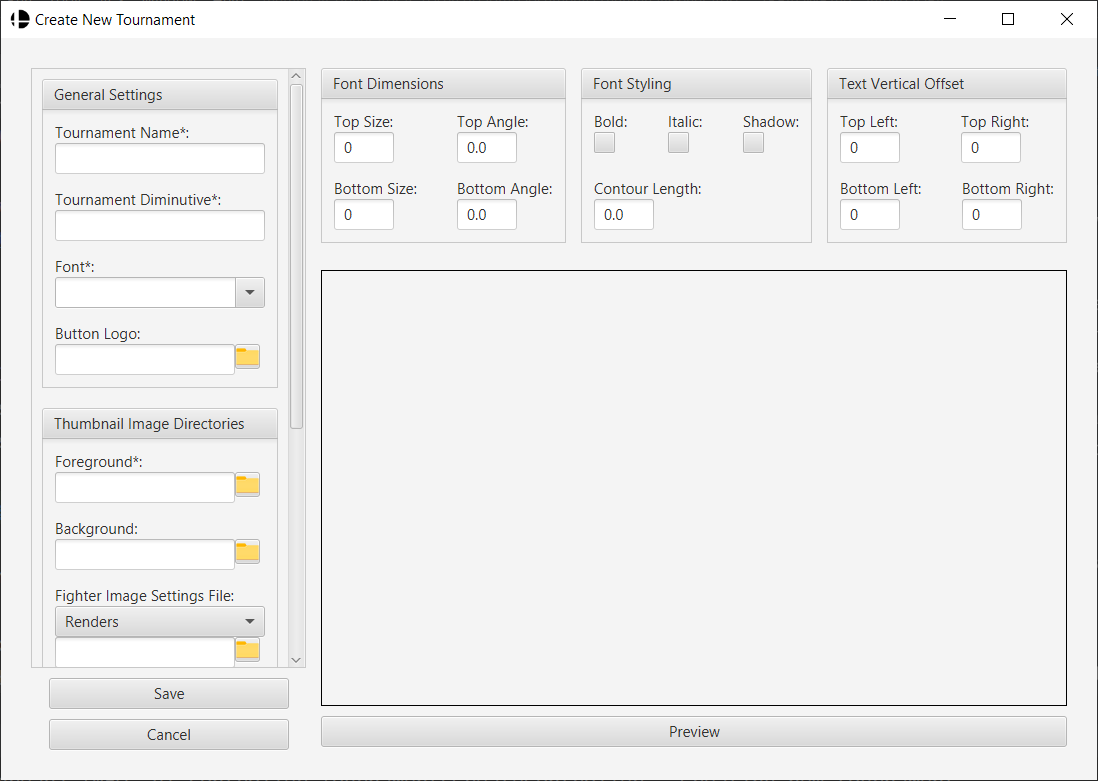 Create New Tournament
General Settings
Tournament Name*:
Tournament Diminutive*:
Font*:
Button Logo:
Thumbnail Image Directories
Foreground*:
Background:
Fighter Image Settings File:
Renders
Save
Cancel
Font Dimensions
Top Size: Top Angle:
0 0.0
Bottom Size: Bottom Angle:
0 0.0
Font Styling
Bold: Italic: Shadow:
Contour Length:
0.0
Text Vertical Offset
Top Left: Top Right:
0 0
Bottom Left: Bottom Right:
0 0
Preview